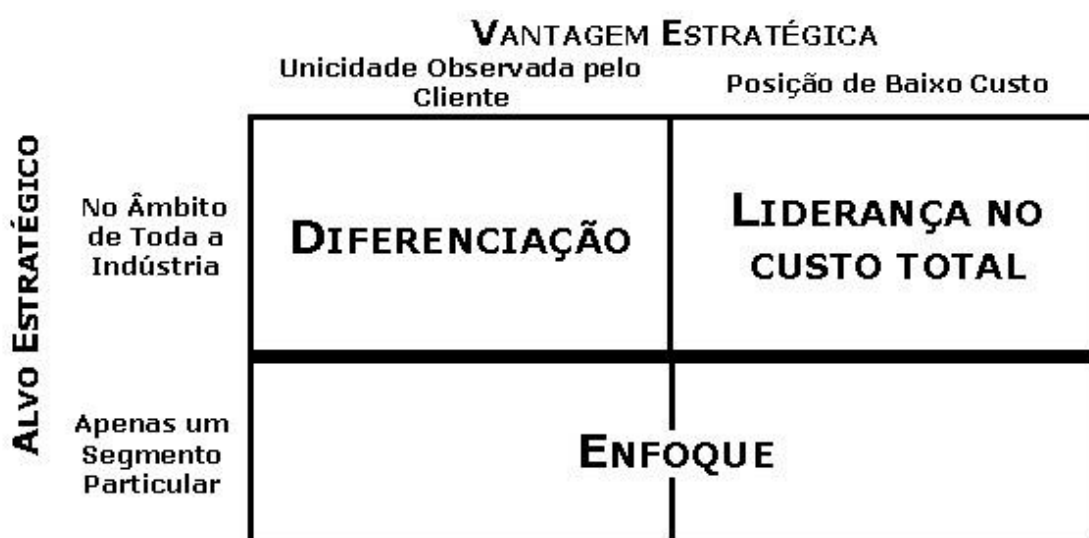 VANTAGEM ESTRATÉGICA
Unicidade Observada pelo
Cliente
Posição de Baixo Custo
ALVO ESTRATÉGICO
No Âmbito
de Toda a
Indústria
DIFERENCIAÇÃO
LIDERANÇA NO
CUSTO TOTAL
Apenas um
Segmento
Particular
ENFOQUE